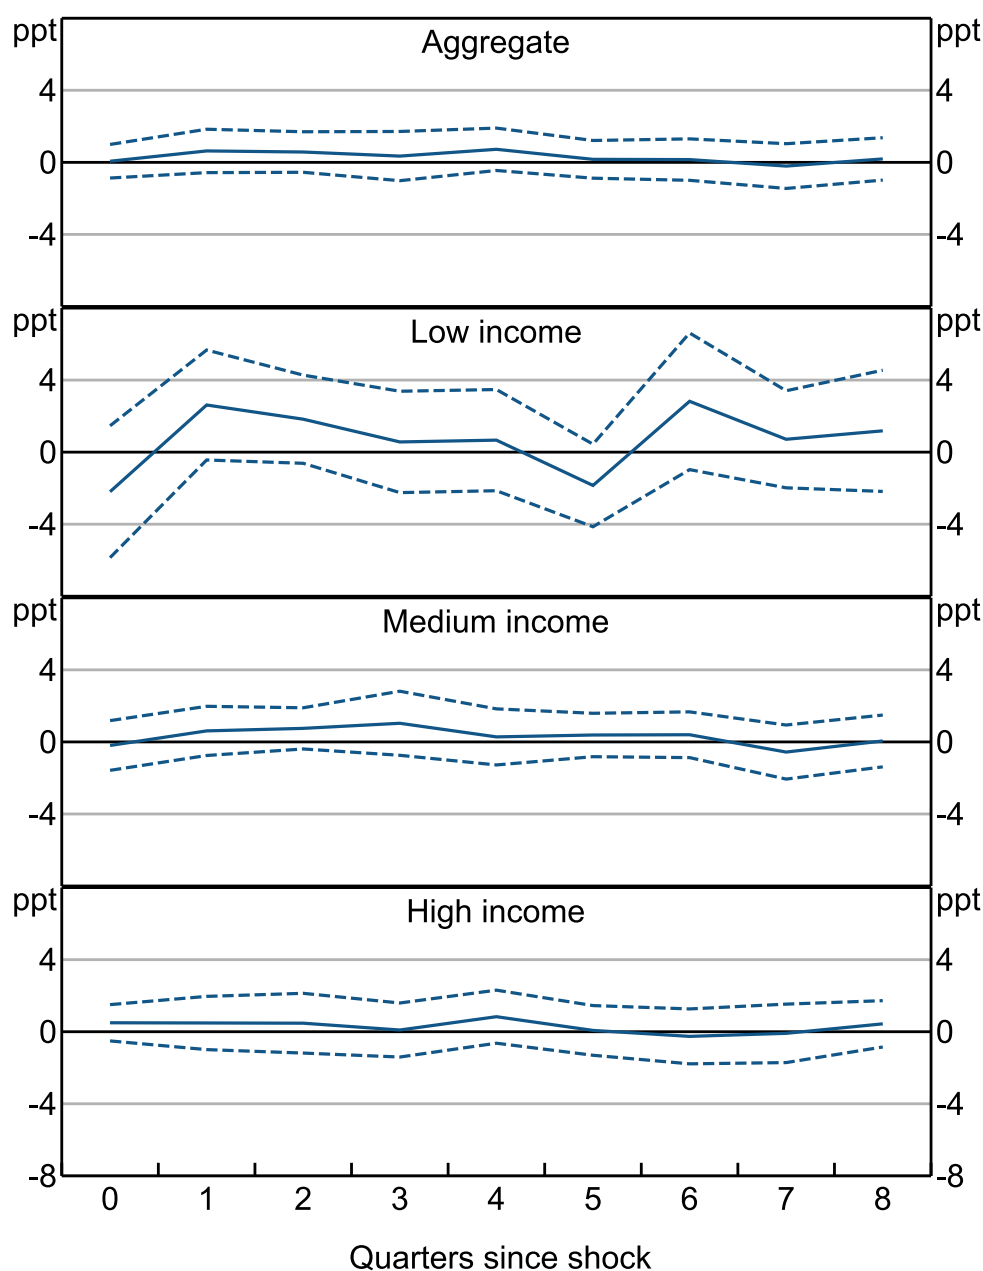 ppt Aggregate ppt
4 4
0 0
-4 -4
ppt Low income ppt
4 4
0 0
-4 -4
ppt Medium income ppt
4 4
0 0
-4 -4
ppt High income ppt
4 4
0 0
-4 -4
-8 -8
0 1 2 3 4 5 6 7 8
Quarters since shock